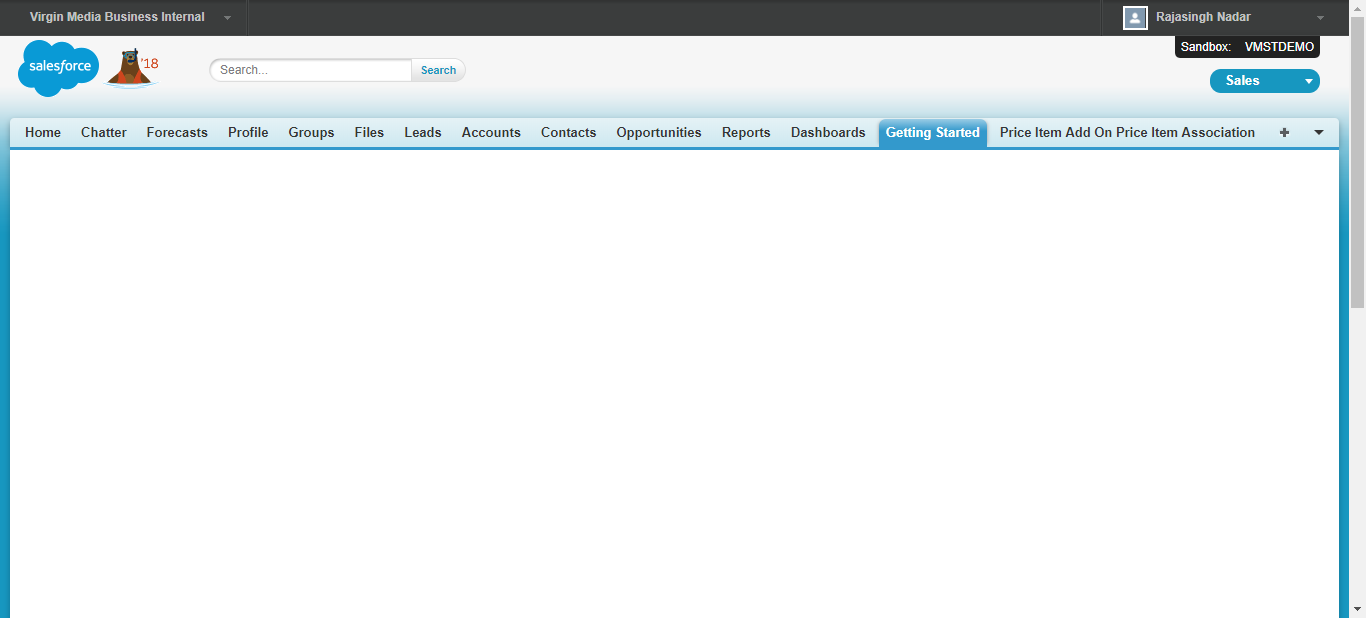 Virgin Media Business Internal
Rajasingh Nadar
Sandbox: VMSTDEMO
salesforce
'18
Search...
Search
Sales
Home Chatter Forecasts Profile Groups Files Leads Accounts Contacts Opportunities Reports Dashboards Getting Started Price Item Add On Price Item Association